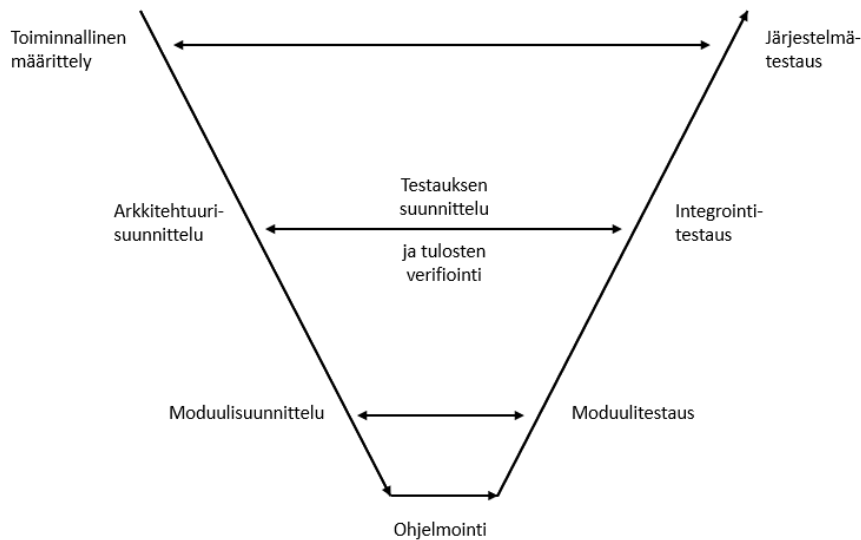 Toiminnallinen
määrittely
Järjestelmä-
testaus
Arkkitehtuuri-
suunnittelu
Testauksen
suunnittelu
ja tulosten
verifiointi
Integrointi-
testaus
Moduulisuunnittelu
Moduulitestaus
Ohjelmointi